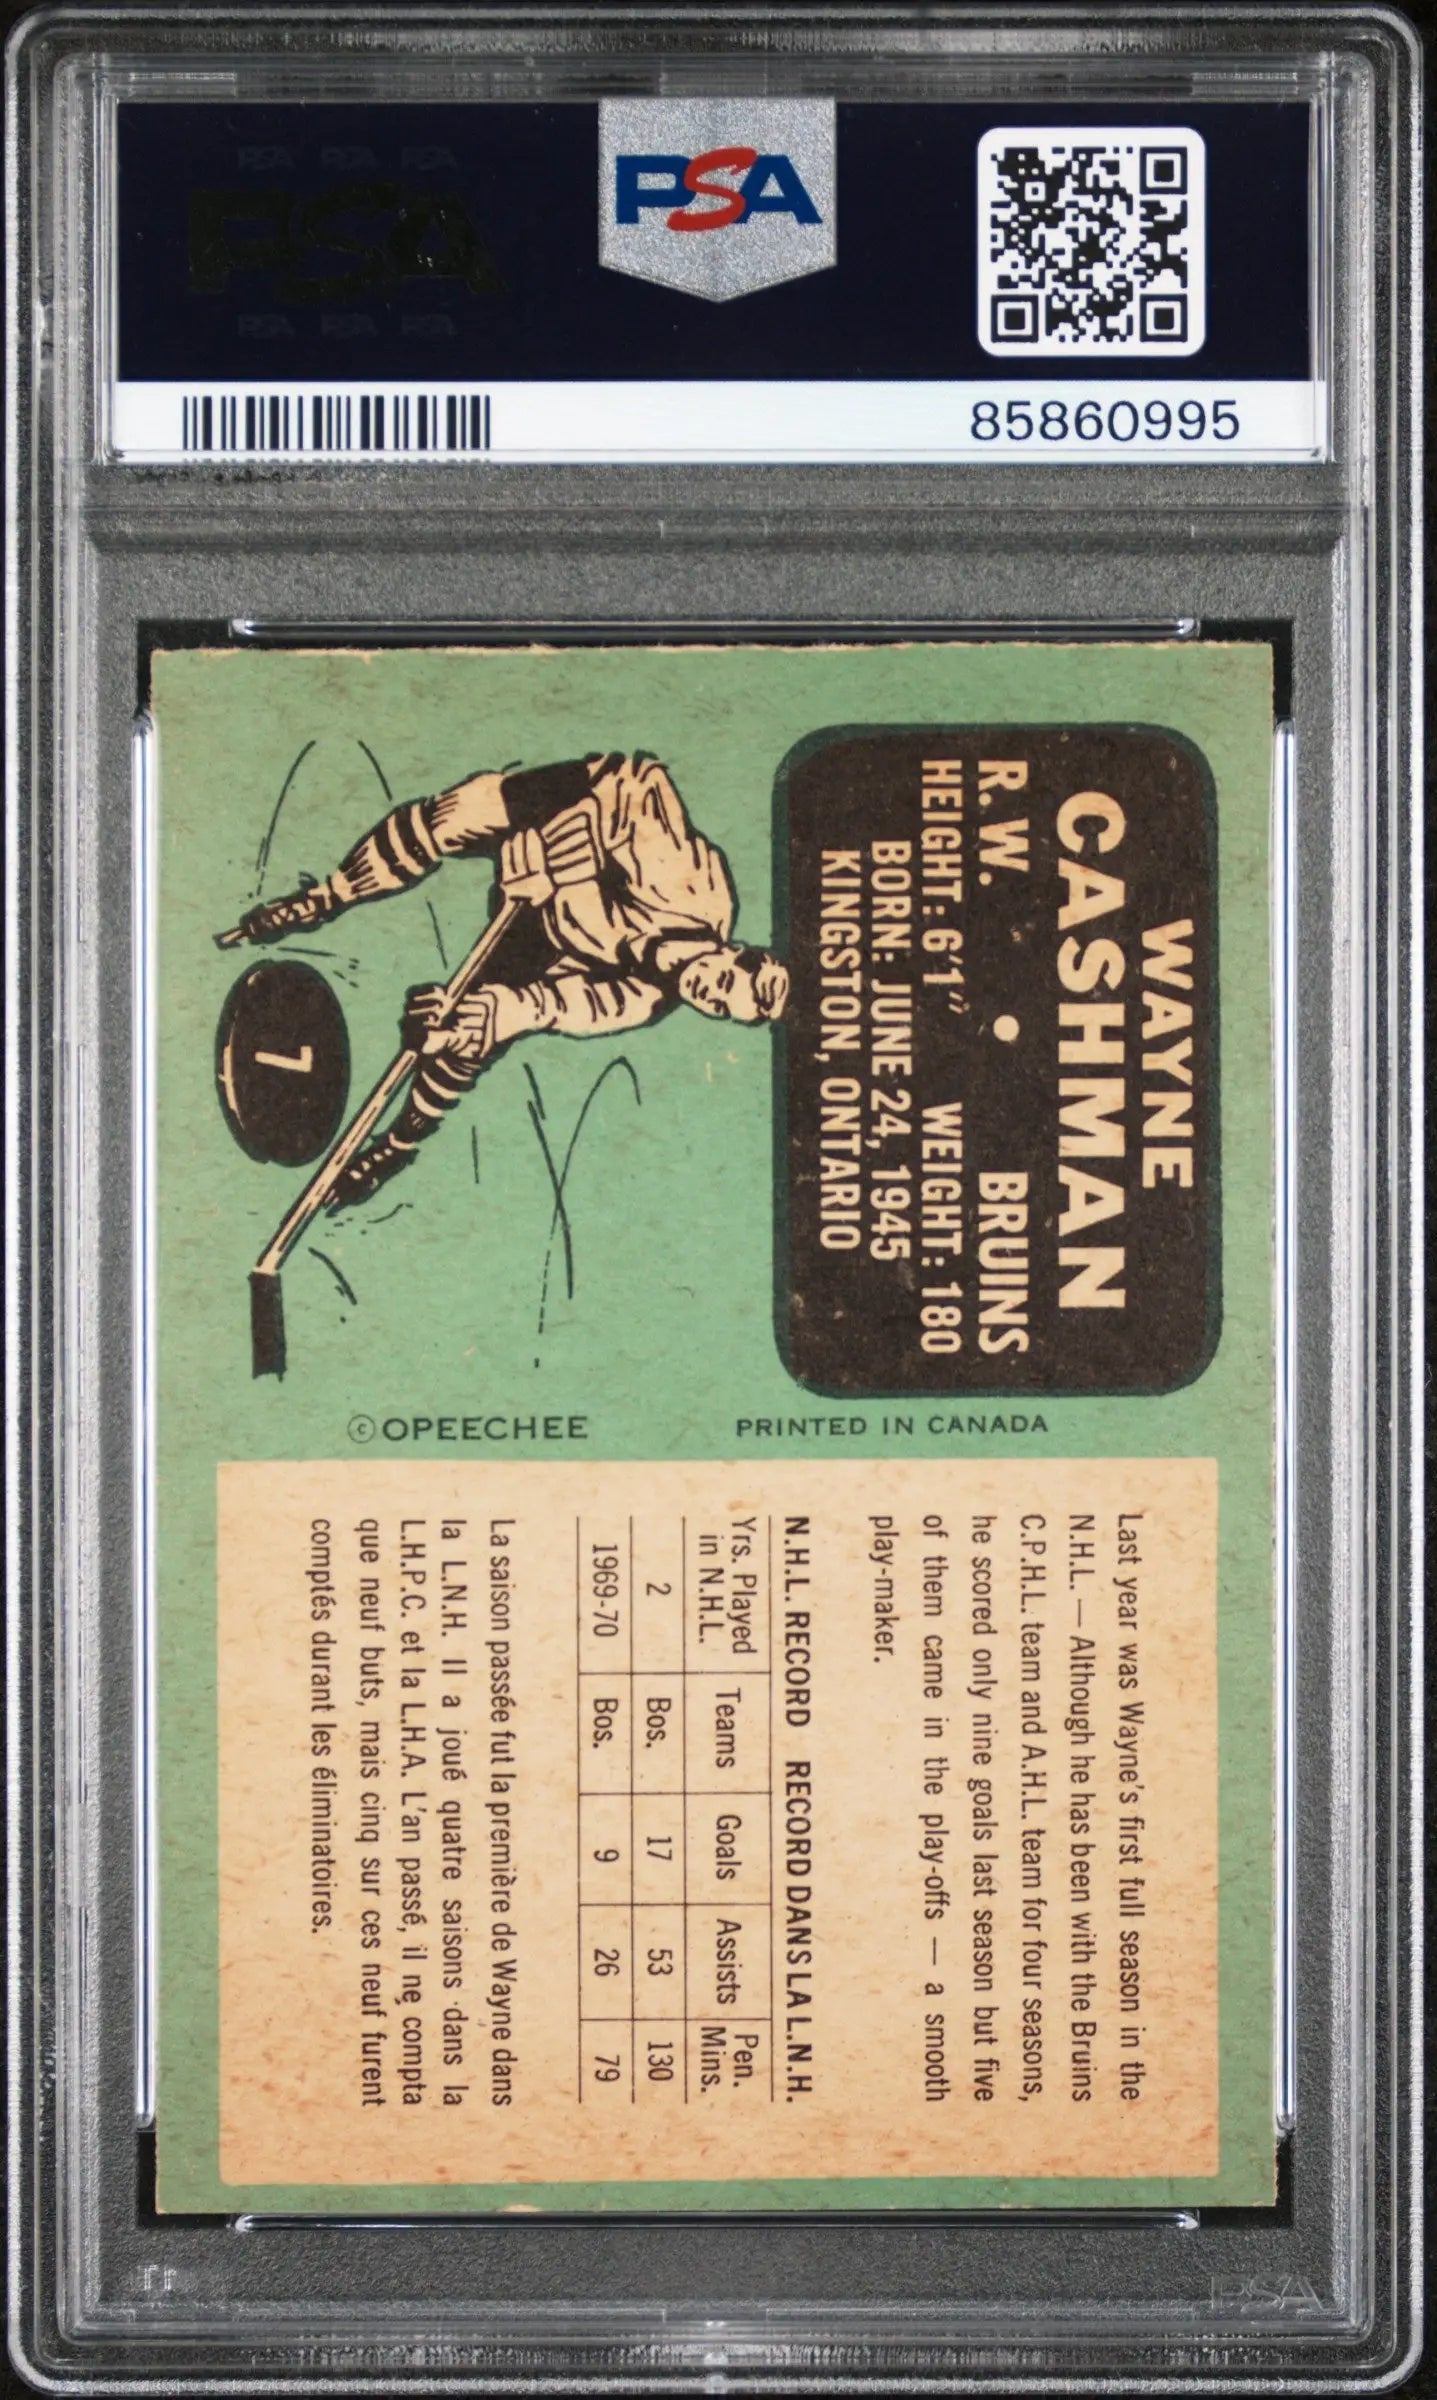 PSA
85860995
WAYNE
CASHMAN
R.W. • BRUINS
HEIGHT: 6'1" WEIGHT: 180
BORN: JUNE 24, 1945
KINGSTON, ONTARIO
7
©OPEECHEE PRINTED IN CANADA
Last year was Wayne's first full season in the
N.H.L. — Although he has been with the Bruins
C.P.H.L. team and A.H.L. team for four seasons,
he scored only nine goals last season but five
of them came in the play-offs — a smooth
play-maker.
N.H.L. RECORD RECORD DANS LA L.N.H.
Yrs. Played in N.H.L. Teams Goals Assists Pen. Mins.
2 Bos. 17 53 130
1969-70 Bos. 9 26 79
La saison passée fut la première de Wayne dans
la L.N.H. Il a joué quatre saisons dans la
L.H.P.C. et la L.H.A. L'an passé, il ne compta
que neuf buts, mais cinq sur ces neuf furent
comptés durant les éliminatoires.
PSA